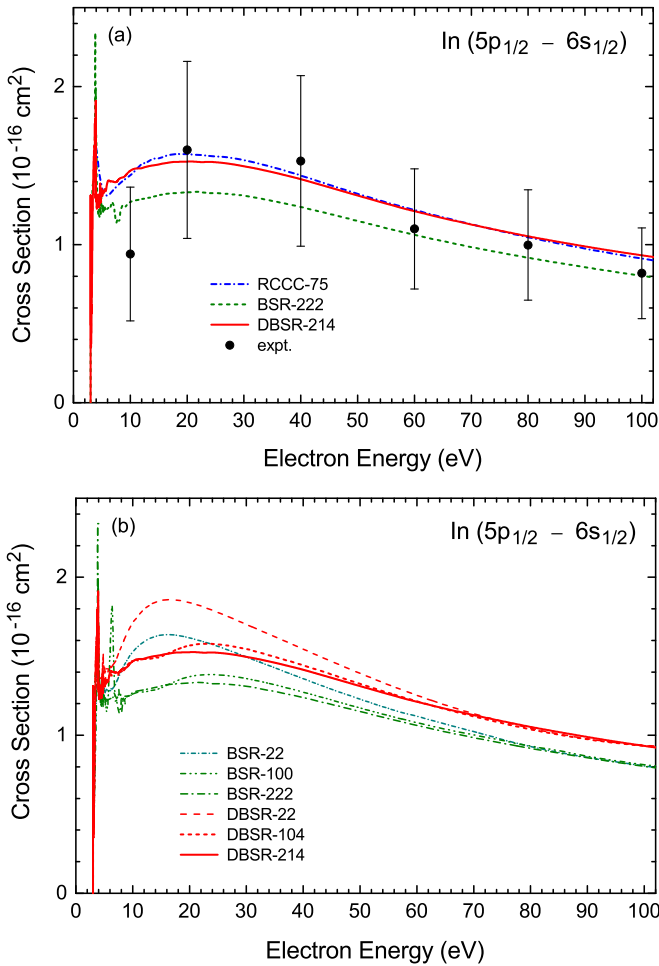 (a)
In (5p1/2 – 6s1/2)
Cross Section (10-16 cm2)
2
1
0
RCCC-75
BSR-222
DBSR-214
expt.
0 10 20 30 40 50 60 70 80 90 100
Electron Energy (eV)
(b)
In (5p1/2 – 6s1/2)
Cross Section (10-16 cm2)
2
1
0
BSR-22
BSR-100
BSR-222
DBSR-22
DBSR-104
DBSR-214
0 10 20 30 40 50 60 70 80 90 100
Electron Energy (eV)